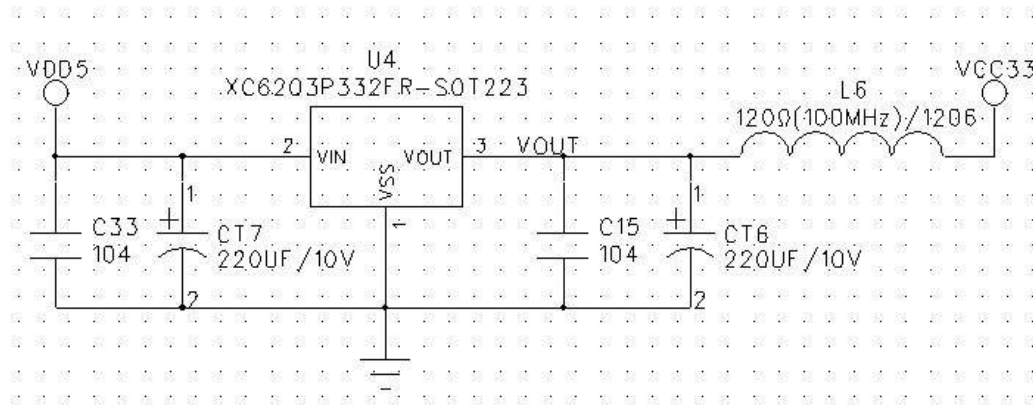 VDD5
U4
XC6203P332FR-SOT223
VCC33
L6
120Ω(100MHz)/1206
2 VIN VOUT 3 VOUT
VSS
1
1
1
C33
104
CT7
220UF/10V
C15
104
CT6
220UF/10V
2
2